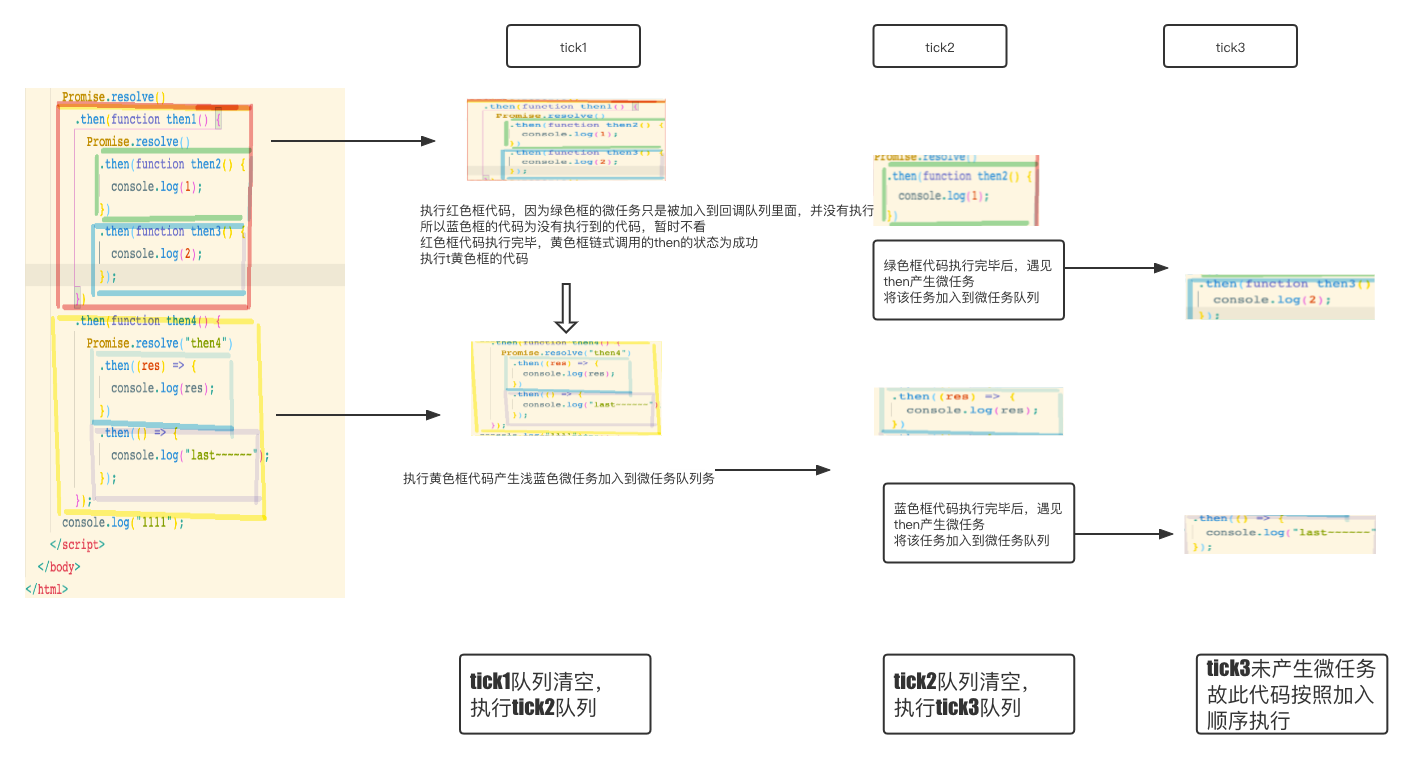 tick1
tick2
tick3
Promise.resolve()
.then(function then1() {
Promise.resolve()
.then(function then2() {
console.log(1);
})
.then(function then3() {
console.log(2);
});
})
.then(function then4() {
Promise.resolve("then4")
.then((res) => {
console.log(res);
})
.then(() => {
console.log("last------");
});
});
console.log("1111");
</script>
</body>
</html>
.then(function then1() {
Promise.resolve()
.then(function then2() {
console.log(1);
})
.then(function then3() {
console.log(2);
});
执行红色框代码，因为绿色框的微任务只是被加入到回调队列里面，并没有执行
所以蓝色框的代码为没有执行到的代码，暂时不看
红色框代码执行完毕，黄色框链式调用的then的状态为成功
执行t黄色框的代码
.then(function then4() {
Promise.resolve("then4")
.then((res) => {
console.log(res);
})
.then(() => {
console.log("last------")
});
});
console.log("1111");
执行黄色框代码产生浅蓝色微任务加入到微任务队列务
Promise.resolve()
.then(function then2() {
console.log(1);
})
绿色框代码执行完毕后，遇见
then产生微任务
将该任务加入到微任务队列
.then((res) => {
console.log(res);
})
蓝色框代码执行完毕后，遇见
then产生微任务
将该任务加入到微任务队列
.then(function then3()
console.log(2);
});
.then(() => {
console.log("last------"
});
tick1队列清空，
执行tick2队列
tick2队列清空，
执行tick3队列
tick3未产生微任务
故此代码按照加入
顺序执行